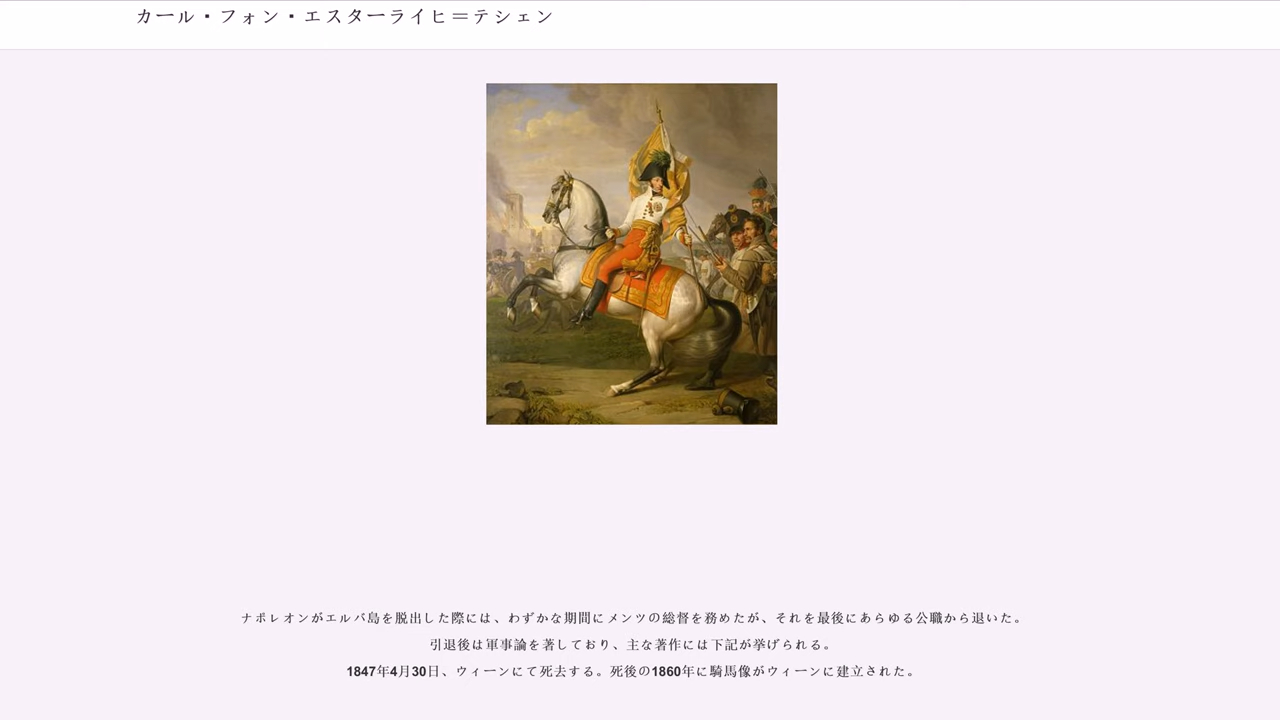 カール・フォン・エスターライヒ＝テシェン
ナポレオンがエルバ島を脱出した際には、わずかな期間にメンツの総督を務めたが、それを最後にあらゆる公職から退いた。
引退後は軍事論を著しており、主な著作には下記が挙げられる。
1847年4月30日、ウィーンにて死去する。死後の1860年に騎馬像がウィーンに建立された。